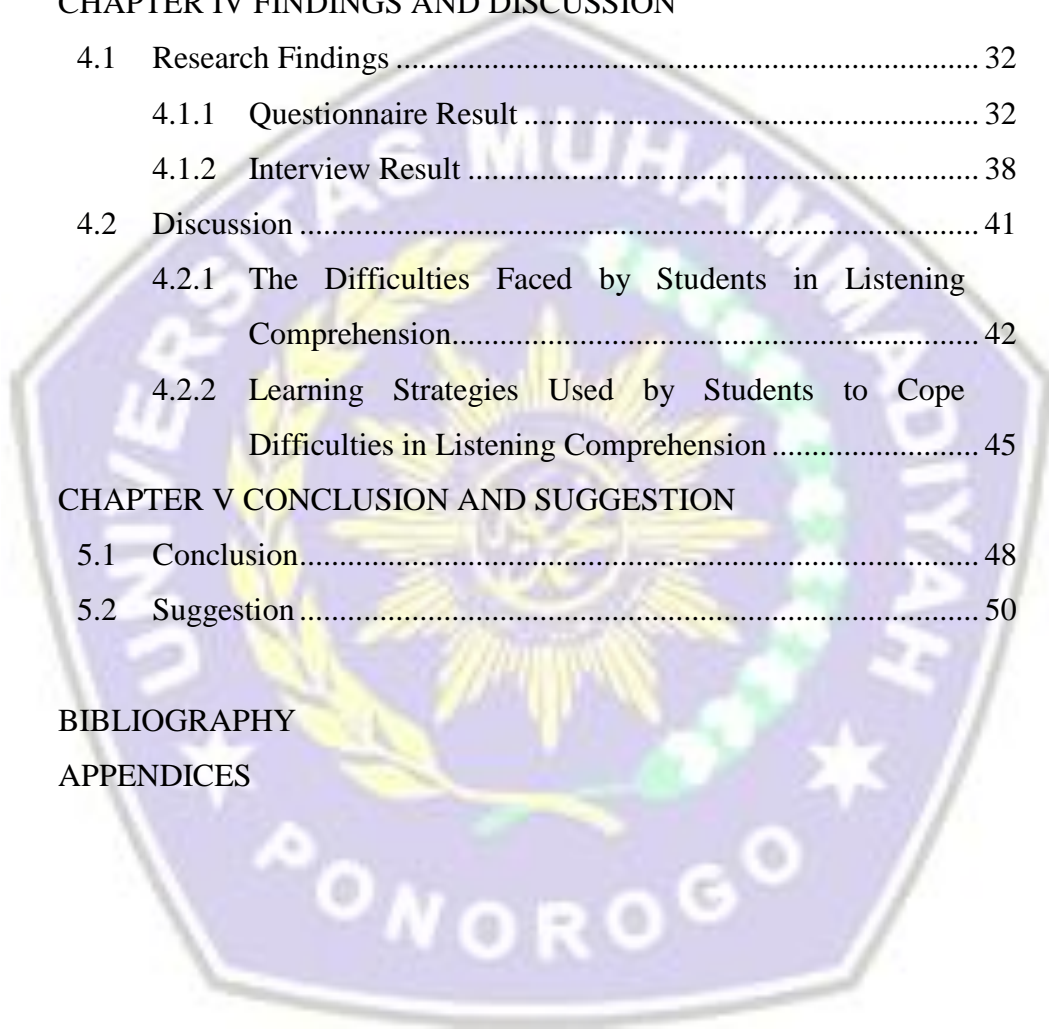 CHAPTER IV FINDINGS AND DISCUSSION
4.1 Research Findings ........................................................................ 32
4.1.1 Questionnaire Result ........................................................ 32
4.1.2 Interview Result ............................................................... 38
4.2 Discussion .................................................................................... 41
4.2.1 The Difficulties Faced by Students in Listening
Comprehension................................................................. 42
4.2.2 Learning Strategies Used by Students to Cope
Difficulties in Listening Comprehension ......................... 45
CHAPTER V CONCLUSION AND SUGGESTION
5.1 Conclusion.................................................................................... 48
5.2 Suggestion .................................................................................... 50
BIBLIOGRAPHY
APPENDICES
UNIVERSITAS MUHAMMADIYAH
PONOROGO